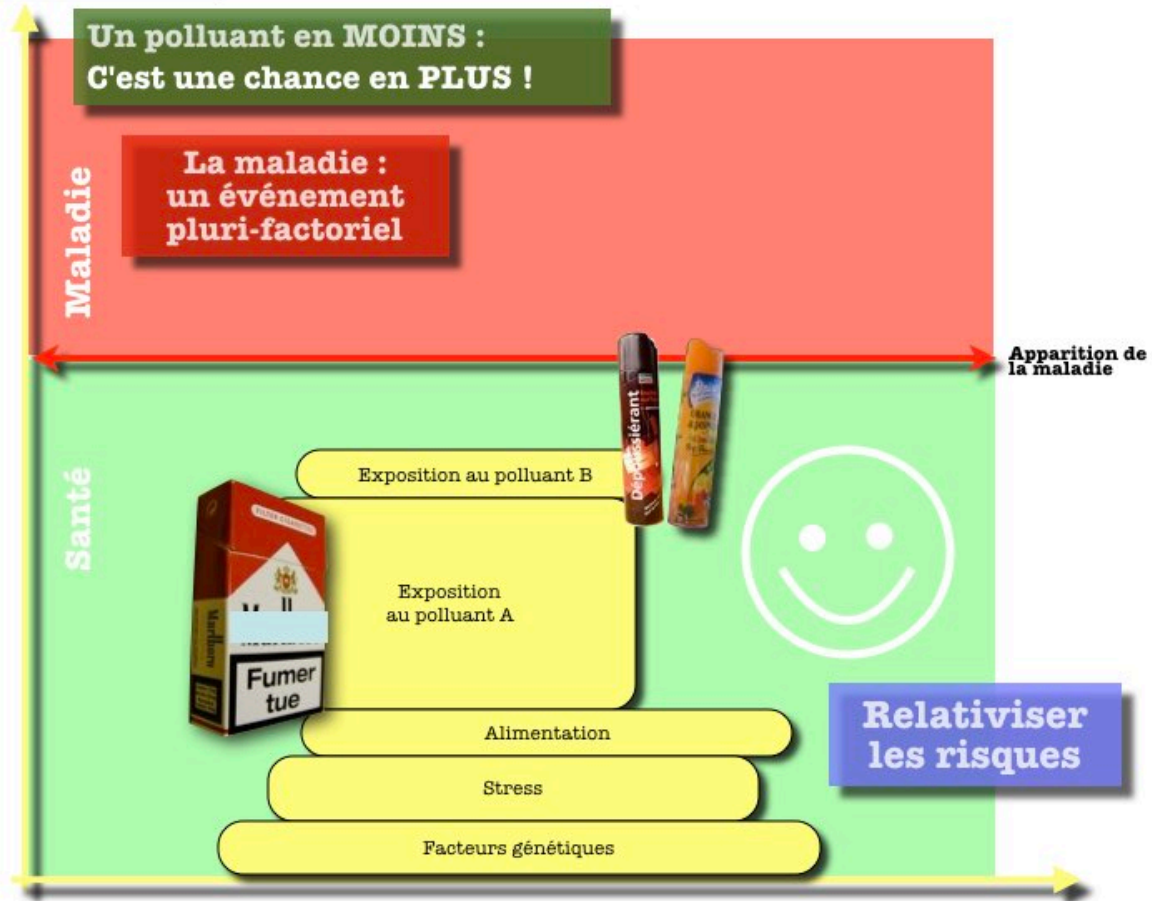 Un polluant en MOINS :
C'est une chance en PLUS !
La maladie :
un événement
pluri-factoriel
Maladie
Apparition de
la maladie
Santé
Dépoussiérant
Exposition au polluant B
Exposition
au polluant A
Marlboro
Fumer
tue
Alimentation
Stress
Facteurs génétiques
Relativiser
les risques